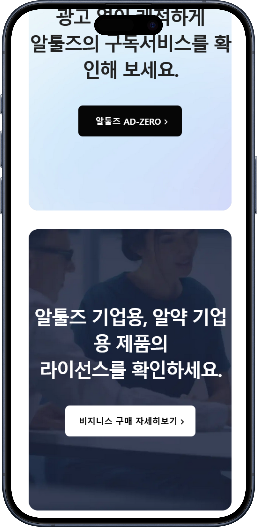 광고 없이 쾌적하게
알툴즈의 구독서비스를 확
인해 보세요.
알툴즈 AD-ZERO >
알툴즈 기업용, 알약 기업
용 제품의
라이선스를 확인하세요.
비지니스 구매 자세히보기 >